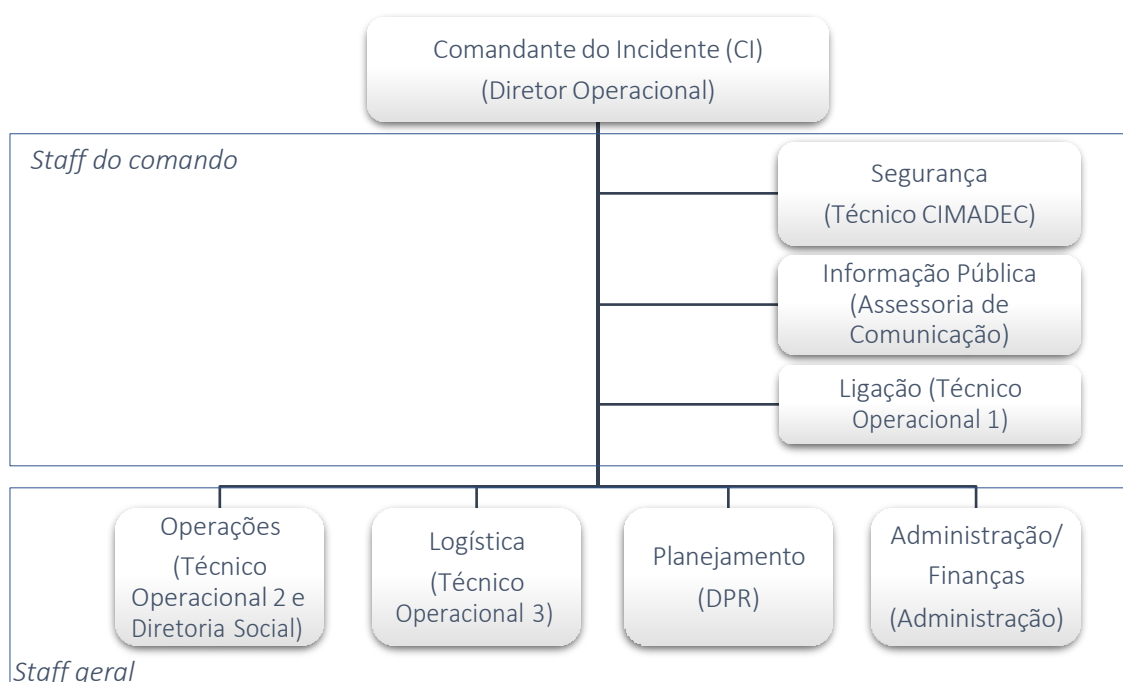 Comandante do Incidente (CI)
(Diretor Operacional)
Staff do comando
Segurança
(Técnico CIMADEC)
Informação Pública
(Assessoria de
Comunicação)
Ligação (Técnico
Operacional 1)
Operações
(Técnico
Operacional 2 e
Diretoria Social)
Logística
(Técnico
Operacional 3)
Planejamento
(DPR)
Administração/
Finanças
(Administração)
Staff geral